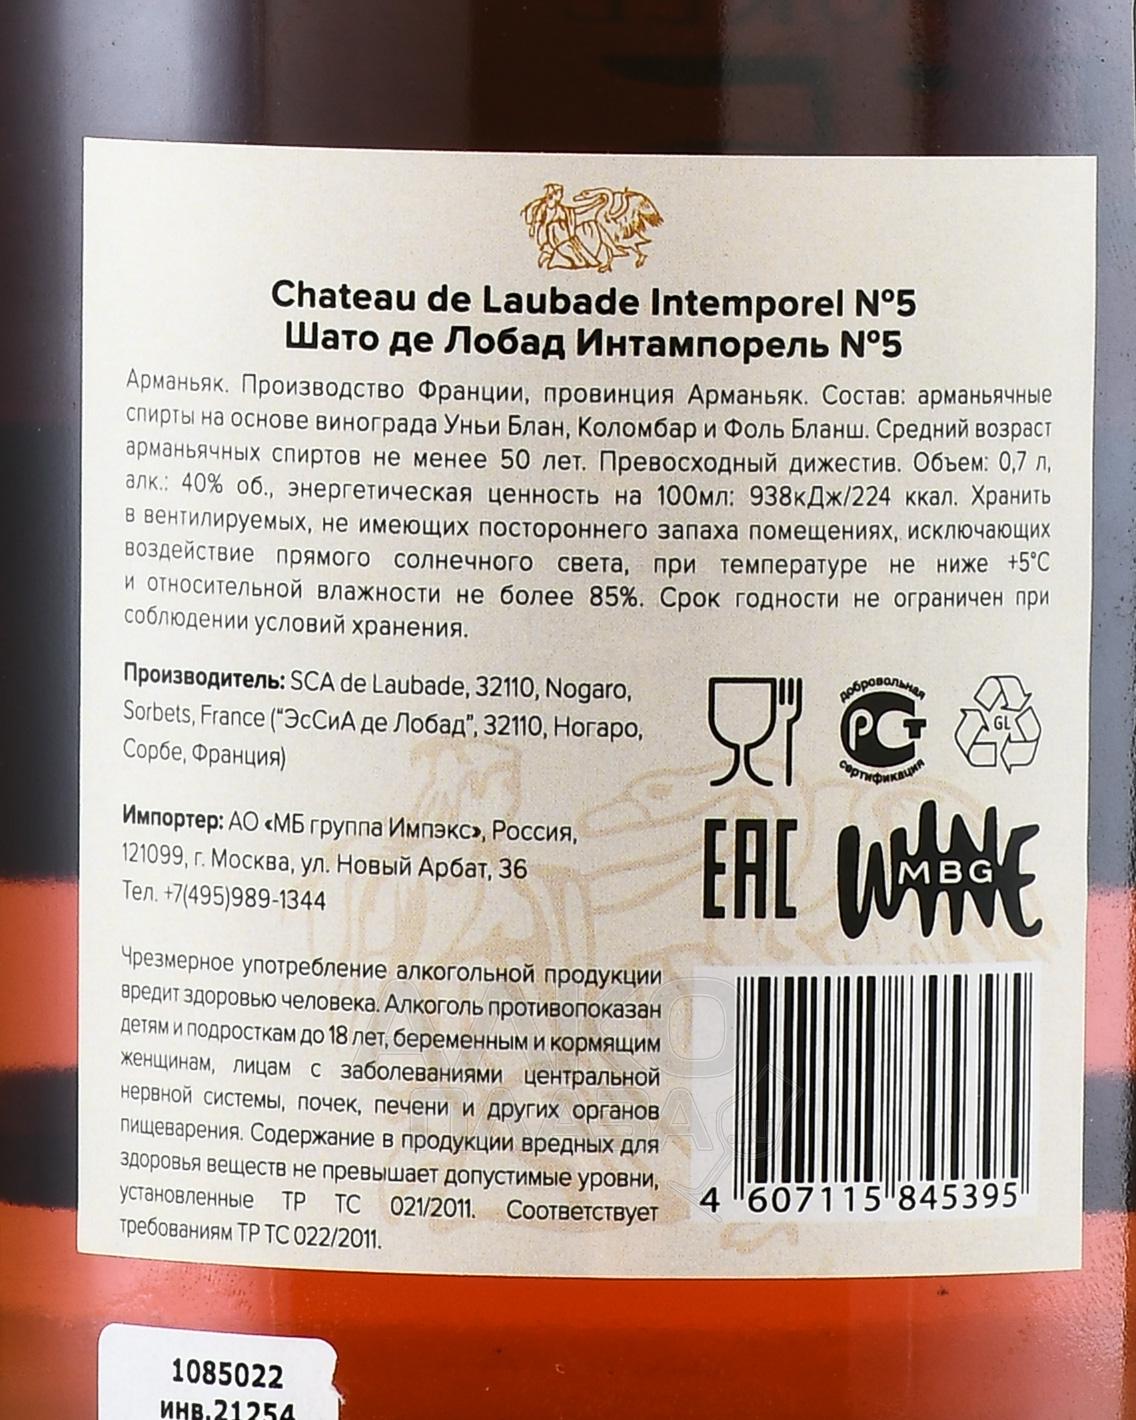 Chateau de Laubade Intemporel Nº5
Шато де Лобад Интампорель Nº5
Арманьяк. Производство Франции, провинция Арманьяк. Состав: арманьячные
спирты на основе винограда Уньи Блан, Коломбар и Фоль Бланш. Средний возраст
арманьячных спиртов не менее 50 лет. Превосходный дижестив. Объем: 0,7 л,
алк.: 40% об., энергетическая ценность на 100мл: 938кДж/224 ккал. Хранить
в вентилируемых, не имеющих постороннего запаха помещениях, исключающих
воздействие прямого солнечного света, при температуре не ниже +5°C
и относительной влажности не более 85%. Срок годности не ограничен при
соблюдении условий хранения.
Производитель: SCA de Laubade, 32110, Nogaro,
Sorbets, France ("ЭсСиА де Лобад", 32110, Ногаро,
Сорбе, Франция)
добровольная
РСТ
сертификация
GL
Импортер: АО «МБ группа Импэкс», Россия,
121099, г. Москва, ул. Новый Арбат, 36
Тел. +7(495)989-1344
EAC
WINE
MBG
Чрезмерное употребление алкогольной продукции
вредит здоровью человека. Алкоголь противопоказан
детям и подросткам до 18 лет, беременным и кормящим
женщинам, лицам с заболеваниями центральной
нервной системы, почек, печени и других органов
пищеварения. Содержание в продукции вредных для
здоровья веществ не превышает допустимые уровни,
установленные ТР ТС 021/2011. Соответствует
требованиям ТР ТС 022/2011.
4 607115 845395
1085022
инв.21254